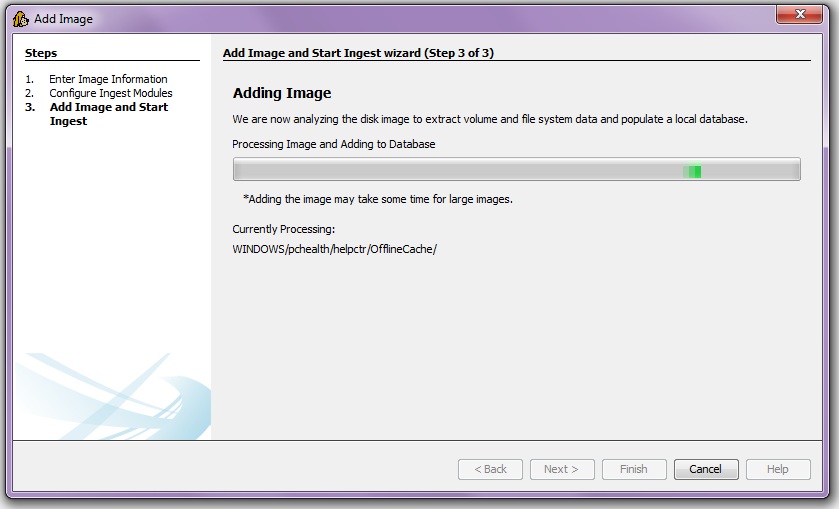 Add Image
Steps
1. Enter Image Information
2. Configure Ingest Modules
3. Add Image and Start
Ingest
Add Image and Start Ingest wizard (Step 3 of 3)
Adding Image
We are now analyzing the disk image to extract volume and file system data and populate a local database.
Processing Image and Adding to Database
*Adding the image may take some time for large images.
Currently Processing:
WINDOWS/pchealth/helpctr/OfflineCache/
< Back
Next >
Finish
Cancel
Help